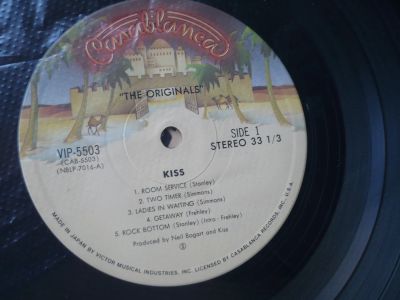 Casablanca
"THE ORIGINALS"
VIP-5503
(CAB-5503)
(NBLP-7016-A)
SIDE 1
STEREO 33 1/3
KISS
1. ROOM SERVICE (Stanley)
2. TWO TIMER (Simmons)
3. LADIES IN WAITING (Simmons)
4. GETAWAY (Frehley)
5. ROCK BOTTOM (Stanley) (Intro - Frehley)
Produced by Neil Bogart and Kiss
MADE IN JAPAN BY VICTOR MUSICAL INDUSTRIES, INC. LICENSED BY CASABLANCA RECORDS INC., U.S.A.